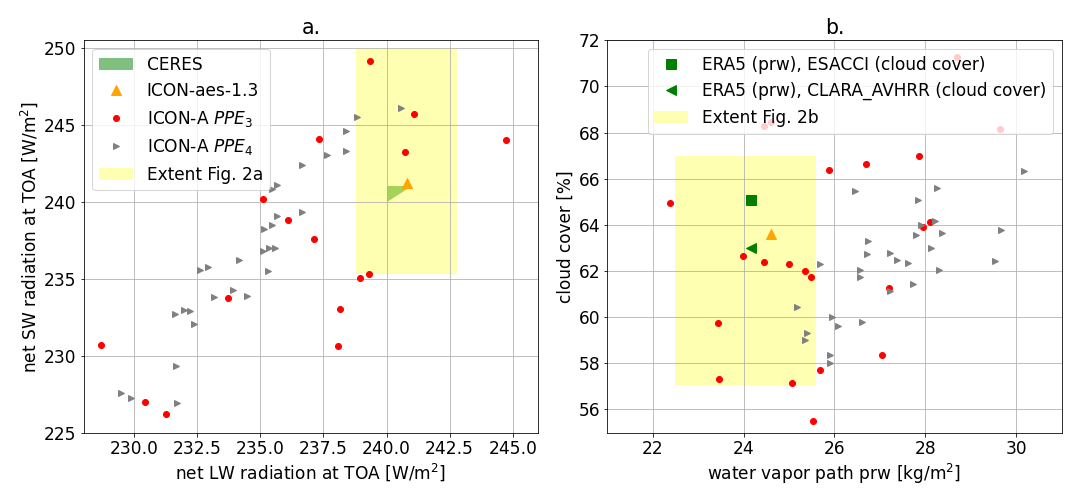 a.
250
245
240
235
230
225
net SW radiation at TOA [W/m²]
CERES
ICON-aes-1.3
ICON-A PPE₃
ICON-A PPE₄
Extent Fig. 2a
230.0 232.5 235.0 237.5 240.0 242.5 245.0
net LW radiation at TOA [W/m²]
b.
72
70
68
66
64
62
60
58
56
cloud cover [%]
ERA5 (prw), ESACCI (cloud cover)
ERA5 (prw), CLARA_AVHRR (cloud cover)
Extent Fig. 2b
22 24 26 28 30
water vapor path prw [kg/m²]